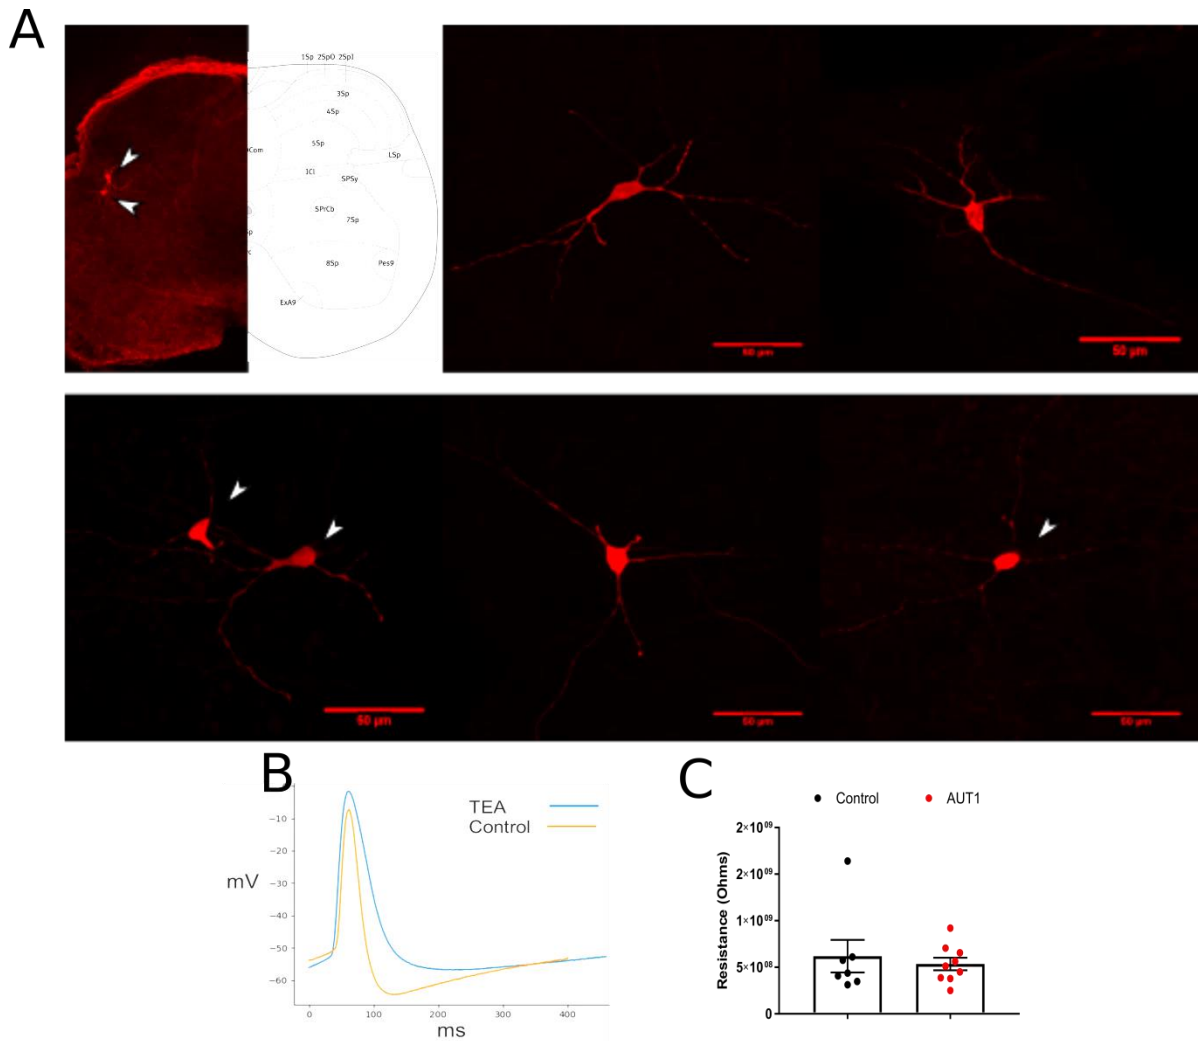 A
1Sp 2SpO 2SpI
3Sp
4Sp
5Sp
LSp
ICl
SPSy
SPrCb
7Sp
8Sp
Pes9
ExA9
50 µm
50 µm
50 µm
50 µm
50 µm
B
TEA
Control
mV
−10
−20
−30
−40
−50
−60
0
100
200
300
400
ms
C
Control
AUT1
Resistance (Ohms)
2×10⁰⁹
2×10⁰⁹
1×10⁰⁹
5×10⁰⁸
0